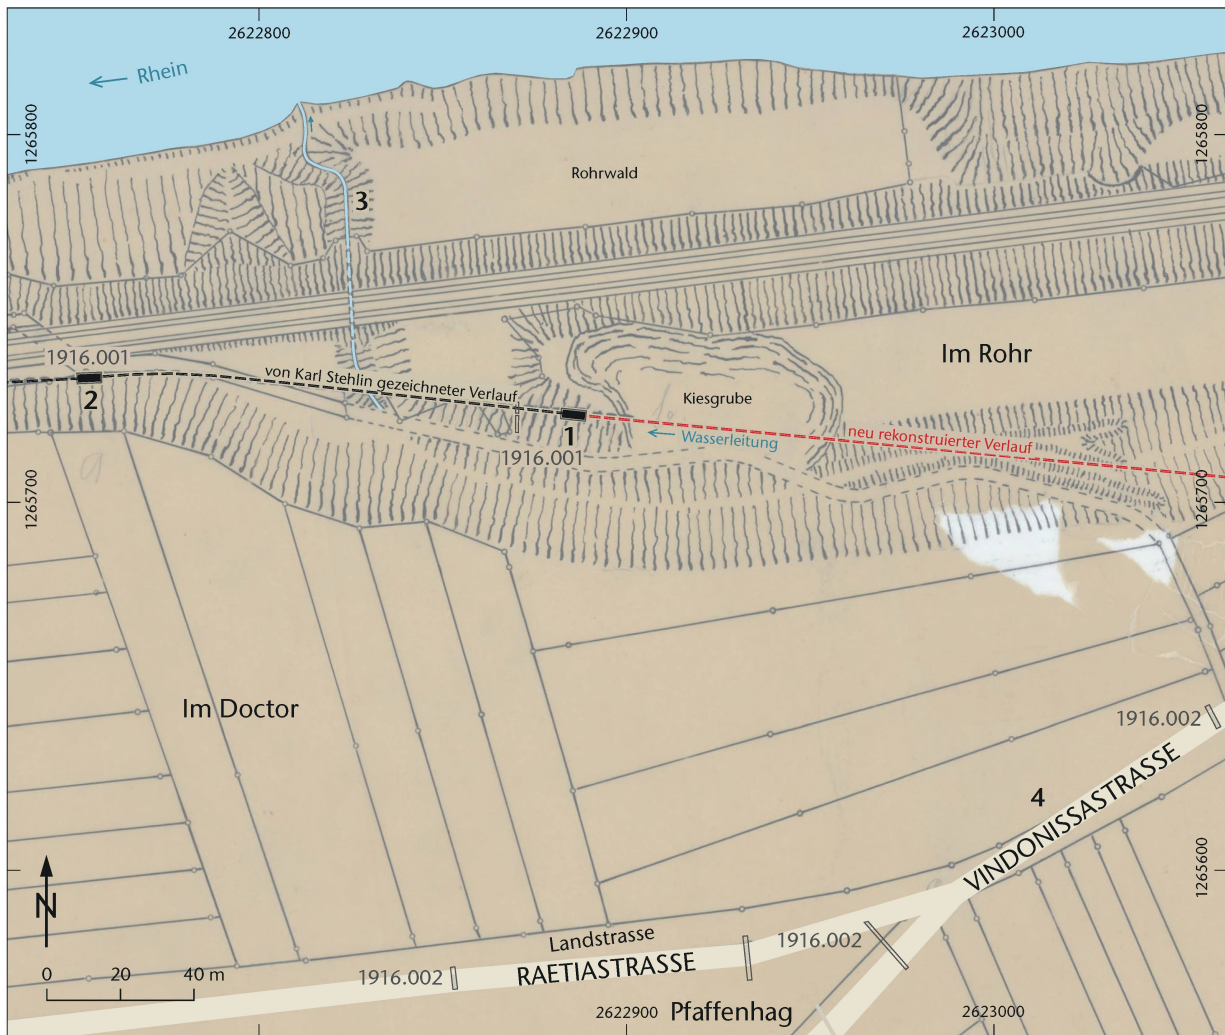 2622800
2622900
2623000
Rhein
1265800
1265800
Rohrwald
3
Im Rohr
1916.001
von Karl Stehlin gezeichneter Verlauf
2
Kiesgrube
1
Wasserleitung
neu rekonstruierter Verlauf
1916.001
1265700
1265700
Im Doctor
1916.002
4
VINDONISSASTRASSE
1265600
N
Landstrasse
1916.002
0 20 40 m
1916.002
RAETIASTRASSE
2622900
Pfaffenhag
2623000